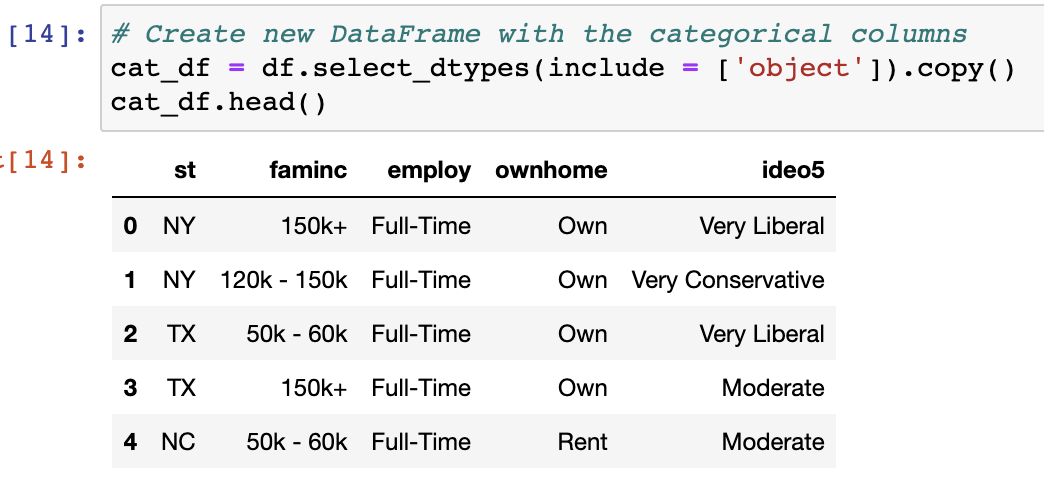 [14]: # Create new DataFrame with the categorical columns
cat_df = df.select_dtypes(include = ['object']).copy()
cat_df.head()
t[14]:
st faminc employ ownhome ideo5
0 NY 150k+ Full-Time Own Very Liberal
1 NY 120k - 150k Full-Time Own Very Conservative
2 TX 50k - 60k Full-Time Own Very Liberal
3 TX 150k+ Full-Time Own Moderate
4 NC 50k - 60k Full-Time Rent Moderate